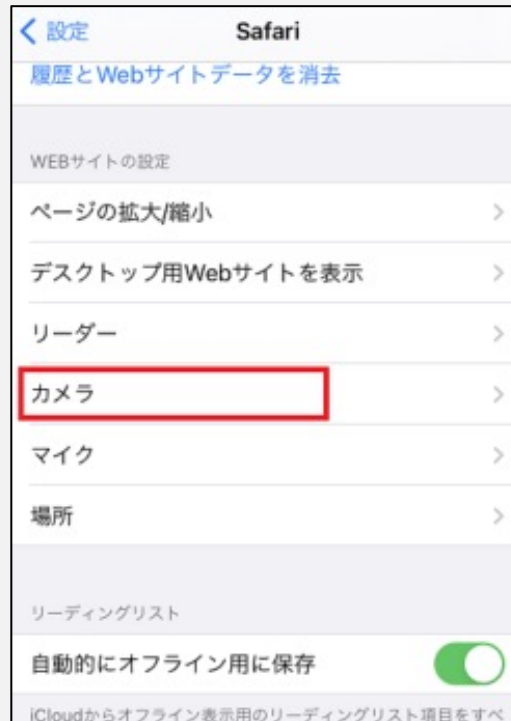 設定
Safari
履歴とWebサイトデータを消去
WEBサイトの設定
ページの拡大/縮小
デスクトップ用Webサイトを表示
リーダー
カメラ
マイク
場所
リーディングリスト
自動的にオフライン用に保存
iCloudからオフライン表示用のリーディングリスト項目をすべ